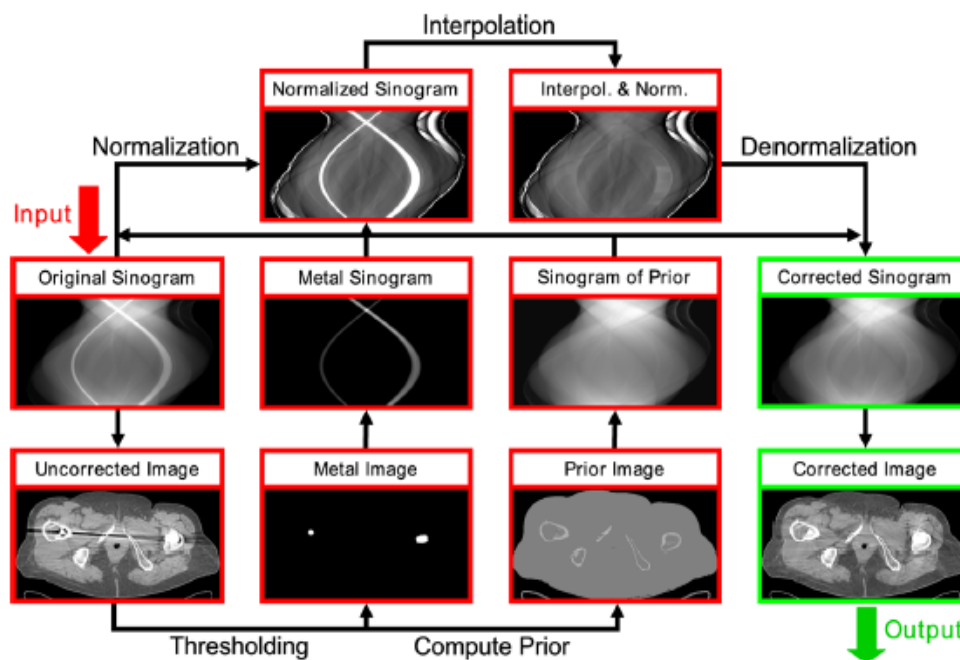 Interpolation
Normalized Sinogram
Interpol. & Norm.
Normalization
Denormalization
Input
Original Sinogram
Metal Sinogram
Sinogram of Prior
Corrected Sinogram
Uncorrected Image
Metal Image
Prior Image
Corrected Image
Thresholding
Compute Prior
Output